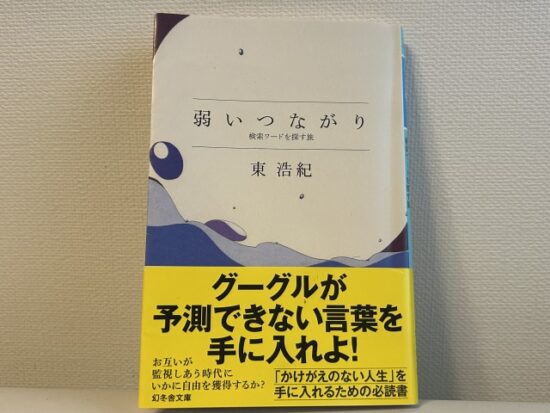 弱いつながり
検索ワードを探す旅
東 浩紀
グーグルが
予測できない言葉を
手に入れよ!
お互いが
監視しあう時代に
いかに自由を獲得するか?
幻冬舎文庫
「かけがえのない人生」を
手に入れるための必読書